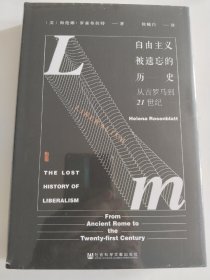 ［美］海伦娜·罗森布拉特 著
徐曦白 译
自由主义
被遗忘的
历 史
从古罗马到
21世纪
Helena Rosenblatt
L
m
THE LOST
HISTORY OF
LIBERALISM
From
Ancient Rome to
the
Twenty-first Century
社会科学文献出版社